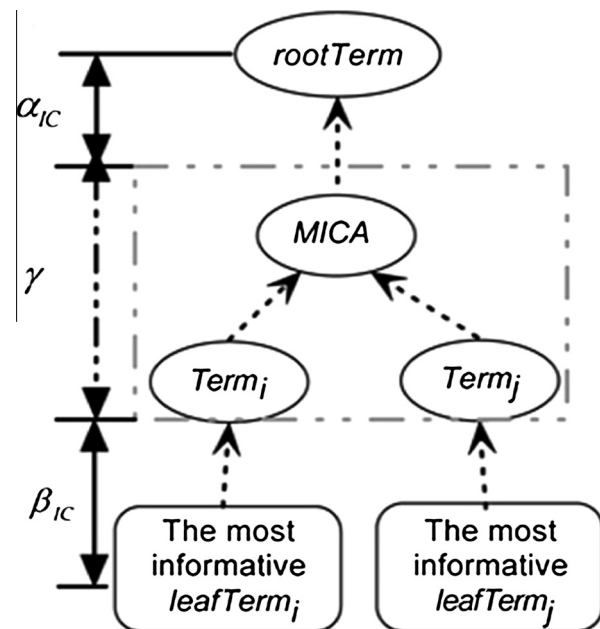 rootTerm
α_IC
MICA
γ
Term_i
Term_j
β_IC
The most
informative
leafTerm_i
The most
informative
leafTerm_j